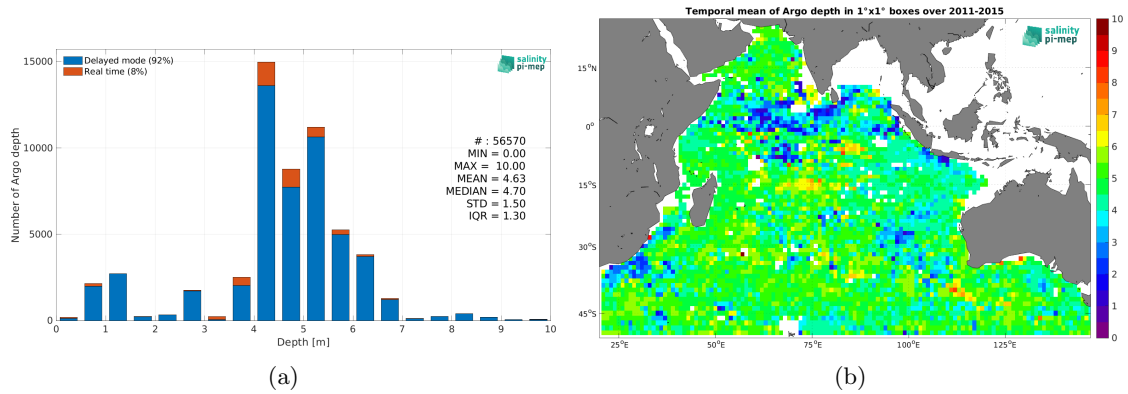 Delayed mode (92%)
Real time (8%)
salinity
pi-mep
# : 56570
MIN = 0.00
MAX = 10.00
MEAN = 4.63
MEDIAN = 4.70
STD = 1.50
IQR = 1.30
Number of Argo depth
15000
10000
5000
0
0 1 2 3 4 5 6 7 8 9 10
Depth [m]
(a)
Temporal mean of Argo depth in 1°x1° boxes over 2011-2015
salinity
pi-mep
15°N
0°
15°S
30°S
45°S
25°E 50°E 75°E 100°E 125°E
10
9
8
7
6
5
4
3
2
1
0
(b)